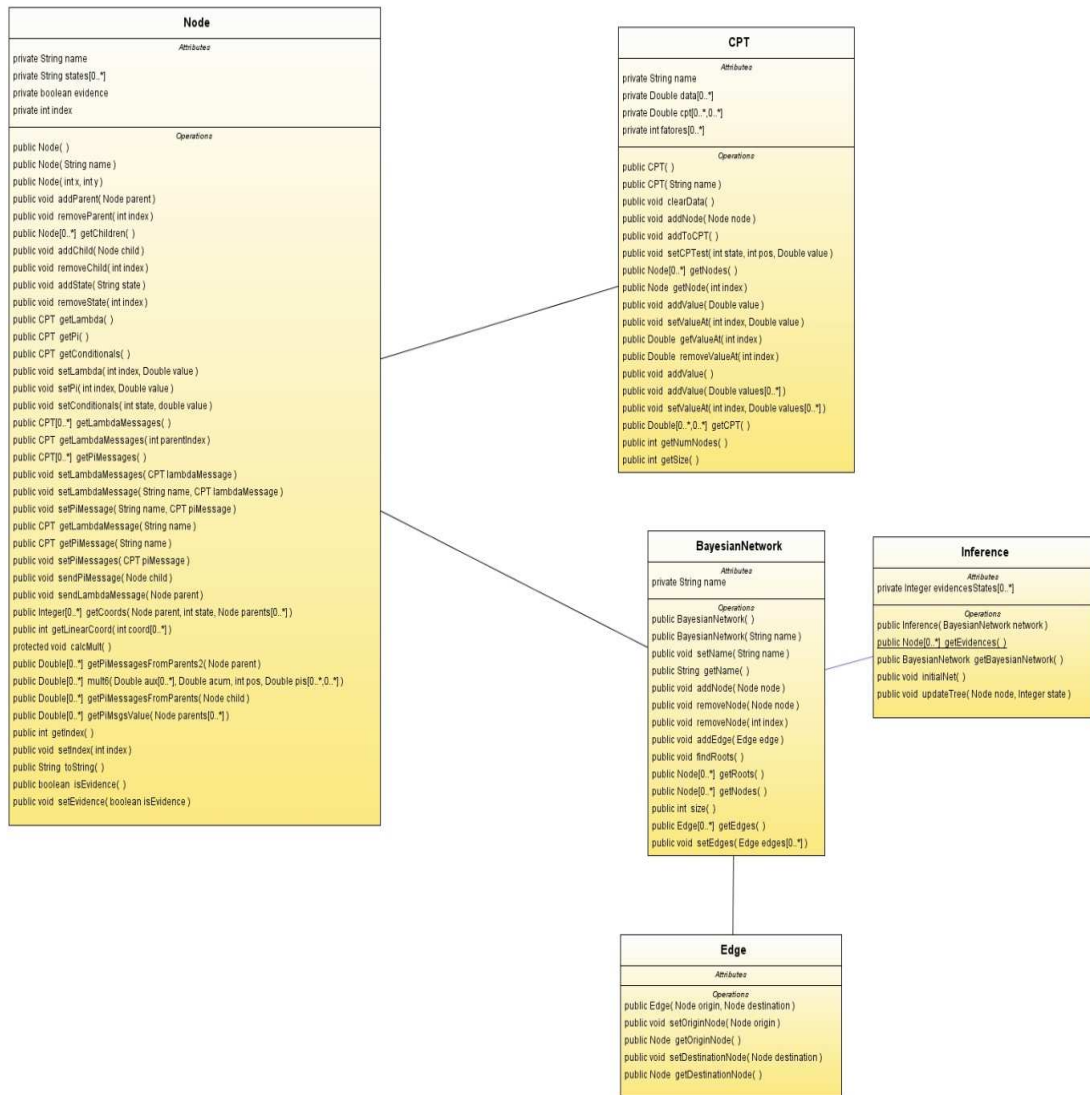 Node
Attributes
private String name
private String states[0..*]
private boolean evidence
private int index
Operations
public Node( )
public Node( String name )
public Node( int x, int y )
public void addParent( Node parent )
public void removeParent( int index )
public Node[0..*] getChildren( )
public void addChild( Node child )
public void removeChild( int index )
public void addState( String state )
public void removeState( int index )
public CPT getLambda( )
public CPT getPi( )
public CPT getConditionals( )
public void setLambda( int index, Double value )
public void setPi( int index, Double value )
public void setConditionals( int state, double value )
public CPT[0..*] getLambdaMessages( )
public CPT getLambdaMessages( int parentIndex )
public CPT[0..*] getPiMessages( )
public void setLambdaMessages( CPT lambdaMessage )
public void setLambdaMessage( String name, CPT lambdaMessage )
public void setPiMessage( String name, CPT piMessage )
public CPT getLambdaMessage( String name )
public CPT getPiMessage( String name )
public void setPiMessages( CPT piMessage )
public void sendPiMessage( Node child )
public void sendLambdaMessage( Node parent )
public Integer[0..*] getCoords( Node parent, int state, Node parents[0..*] )
public int getLinearCoord( int coord[0..*] )
protected void calcMult( )
public Double[0..*] getPiMessagesFromParents2( Node parent )
public Double[0..*] mult6( Double aux[0..*], Double acum, int pos, Double pis[0..*,0..*] )
public Double[0..*] getPiMessagesFromParents( Node child )
public Double[0..*] getPiMsgsValue( Node parents[0..*] )
public int getIndex( )
public void setIndex( int index )
public String toString( )
public boolean isEvidence( )
public void setEvidence( boolean isEvidence )
CPT
Attributes
private String name
private Double data[0..*]
private Double cpt[0..*,0..*]
private int fatores[0..*]
Operations
public CPT( )
public CPT( String name )
public void clearData( )
public void addNode( Node node )
public void addToCPT( )
public void setCPTest( int state, int pos, Double value )
public Node[0..*] getNodes( )
public Node getNode( int index )
public void addValue( Double value )
public void setValueAt( int index, Double value )
public Double getValueAt( int index )
public Double removeValueAt( int index )
public void addValue( )
public void addValue( Double values[0..*] )
public void setValueAt( int index, Double values[0..*] )
public Double[0..*,0..*] getCPT( )
public int getNumNodes( )
public int getSize( )
BayesianNetwork
Attributes
private String name
Operations
public BayesianNetwork( )
public BayesianNetwork( String name )
public void setName( String name )
public String getName( )
public void addNode( Node node )
public void removeNode( Node node )
public void removeNode( int index )
public void addEdge( Edge edge )
public void findRoots( )
public Node[0..*] getRoots( )
public Node[0..*] getNodes( )
public int size( )
public Edge[0..*] getEdges( )
public void setEdges( Edge edges[0..*] )
Inference
Attributes
private Integer evidencesStates[0..*]
Operations
public Inference( BayesianNetwork network )
public Node[0..*] getEvidences( )
public BayesianNetwork getBayesianNetwork( )
public void initialNet( )
public void updateTree( Node node, Integer state )
Edge
Attributes
Operations
public Edge( Node origin, Node destination )
public void setOriginNode( Node origin )
public Node getOriginNode( )
public void setDestinationNode( Node destination )
public Node getDestinationNode( )